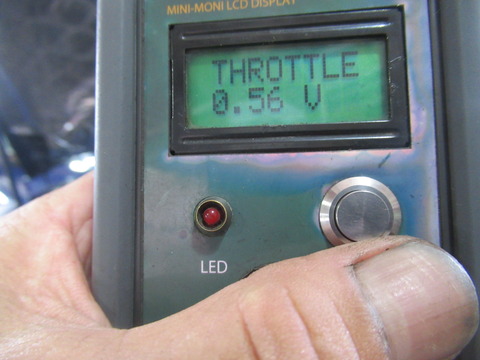 MINI-MONI LCD DISPLAY
THROTTLE
0.56 V
LED